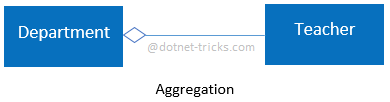 Department
Teacher
@dotnet-tricks.com
Aggregation